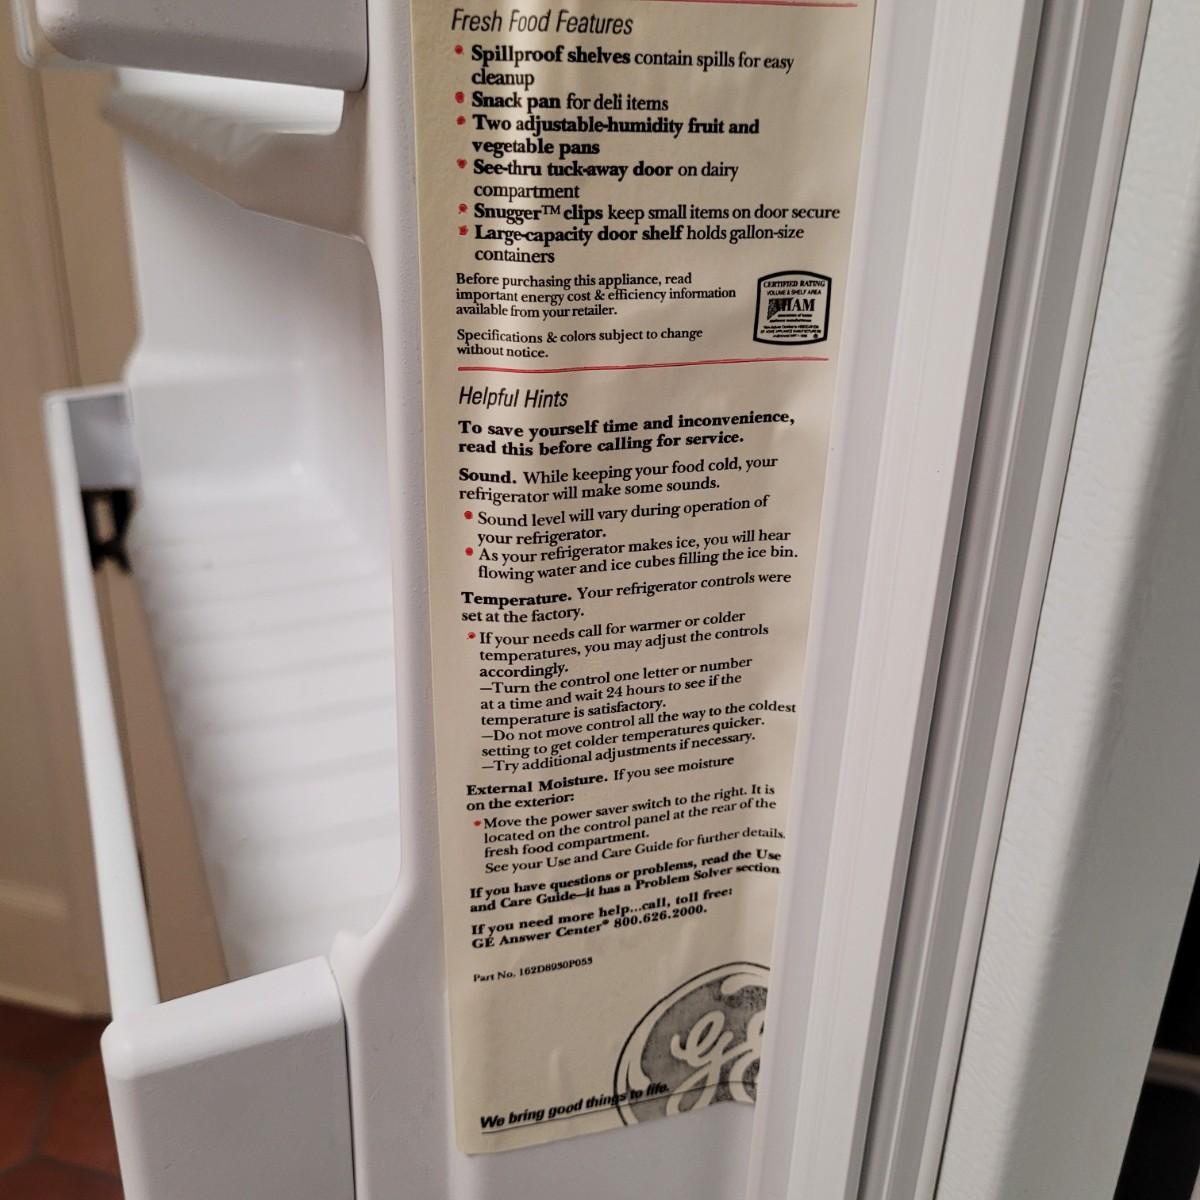 Fresh Food Features
• Spillproof shelves contain spills for easy
cleanup
• Snack pan for deli items
• Two adjustable-humidity fruit and
vegetable pans
• See-thru tuck-away door on dairy
compartment
• Snugger™ clips keep small items on door secure
• Large-capacity door shelf holds gallon-size
containers
Before purchasing this appliance, read
important energy cost & efficiency information
available from your retailer.
Specifications & colors subject to change
without notice.
CERTIFIED RATING
VOLUME & SHELF AREA
AHAM
Helpful Hints
To save yourself time and inconvenience,
read this before calling for service.
Sound. While keeping your food cold, your
refrigerator will make some sounds.
• Sound level will vary during operation of
your refrigerator.
• As your refrigerator makes ice, you will hear
flowing water and ice cubes filling the ice bin.
Temperature. Your refrigerator controls were
set at the factory.
• If your needs call for warmer or colder
temperatures, you may adjust the controls
accordingly.
—Turn the control one letter or number
at a time and wait 24 hours to see if the
temperature is satisfactory.
—Do not move control all the way to the coldest
setting to get colder temperatures quicker.
—Try additional adjustments if necessary.
External Moisture. If you see moisture
on the exterior:
• Move the power saver switch to the right. It is
located on the control panel at the rear of the
fresh food compartment.
See your Use and Care Guide for further details.
If you have questions or problems, read the Use
and Care Guide—it has a Problem Solver section
If you need more help...call, toll free:
GE Answer Center® 800.626.2000.
Part No. 162D8950P053
GE
We bring good things to life.